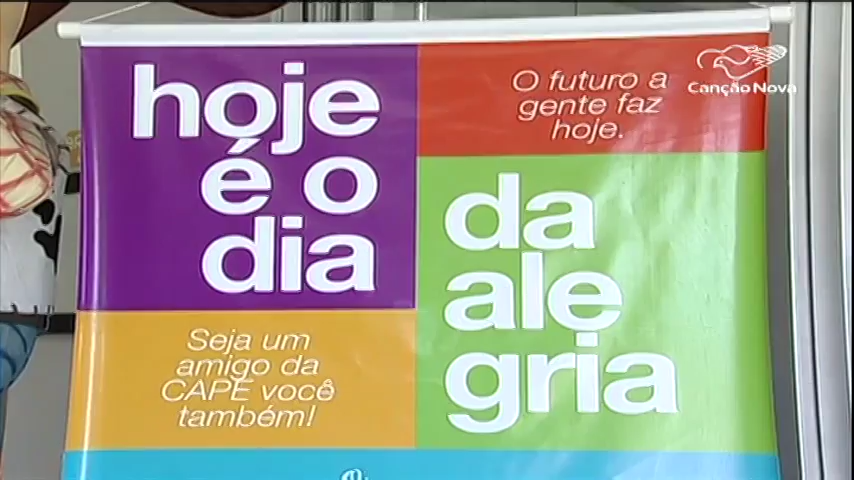 hoje
é o
dia
O futuro a
gente faz
hoje.
Canção Nova
da
ale
gria
Seja um
amigo da
CAPE você
também!